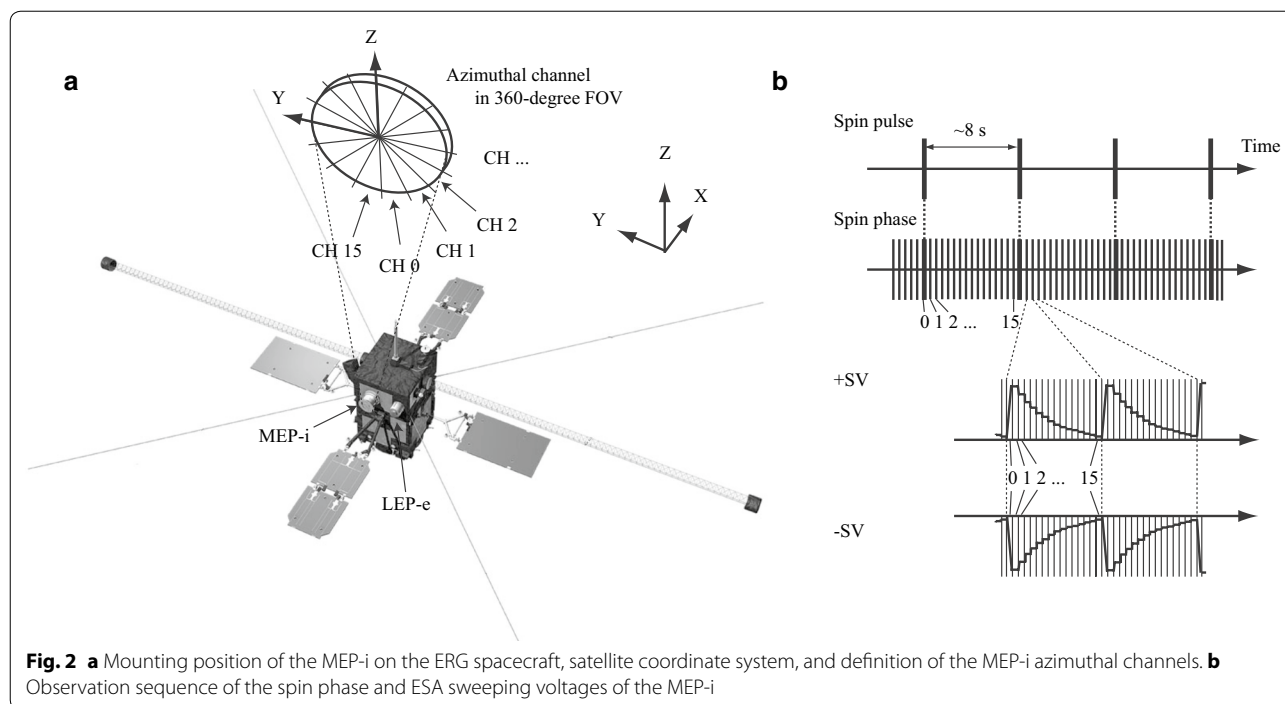 a
Z
Azimuthal channel
in 360-degree FOV
Y
CH ...
CH 2
CH 1
CH 0
CH 15
Z
X
Y
MEP-i
LEP-e
b
Spin pulse
~8 s
Time
Spin phase
0 1 2 ... 15
+SV
0 1 2 ... 15
-SV
Fig. 2 a Mounting position of the MEP-i on the ERG spacecraft, satellite coordinate system, and definition of the MEP-i azimuthal channels. b
Observation sequence of the spin phase and ESA sweeping voltages of the MEP-i